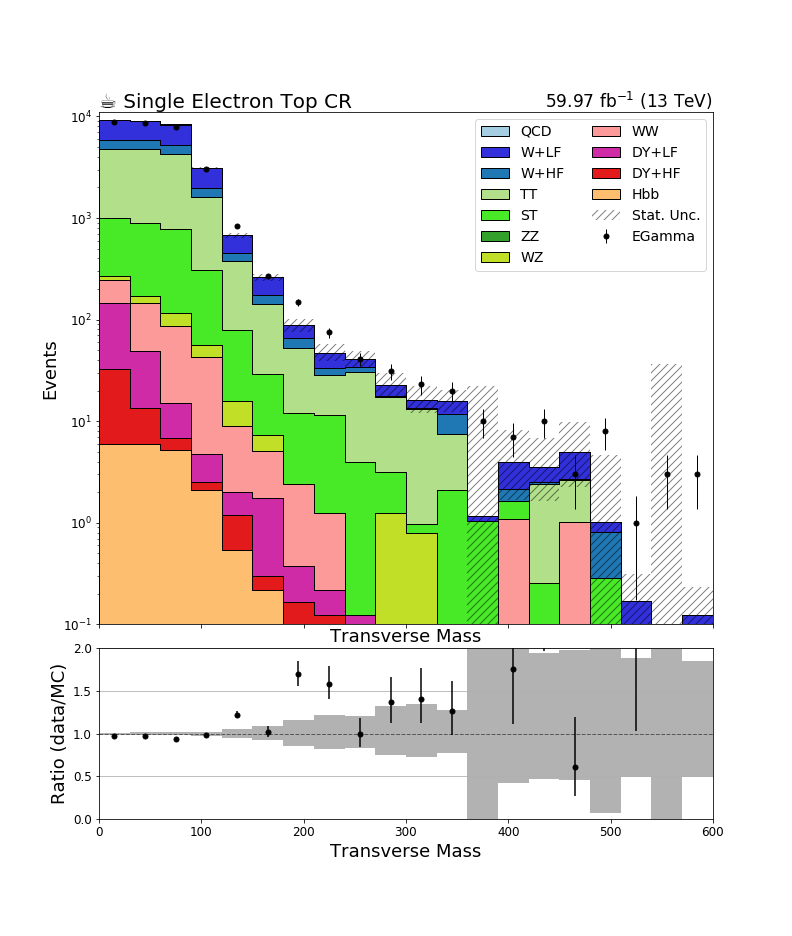 ☕ Single Electron Top CR 59.97 fb⁻¹ (13 TeV)
QCD
W+LF
W+HF
TT
ST
ZZ
WZ
WW
DY+LF
DY+HF
Hbb
Stat. Unc.
EGamma
Events
10⁴
10³
10²
10¹
10⁰
10⁻¹
Transverse Mass
Ratio (data/MC)
2.0
1.5
1.0
0.5
0.0
0 100 200 300 400 500 600
Transverse Mass